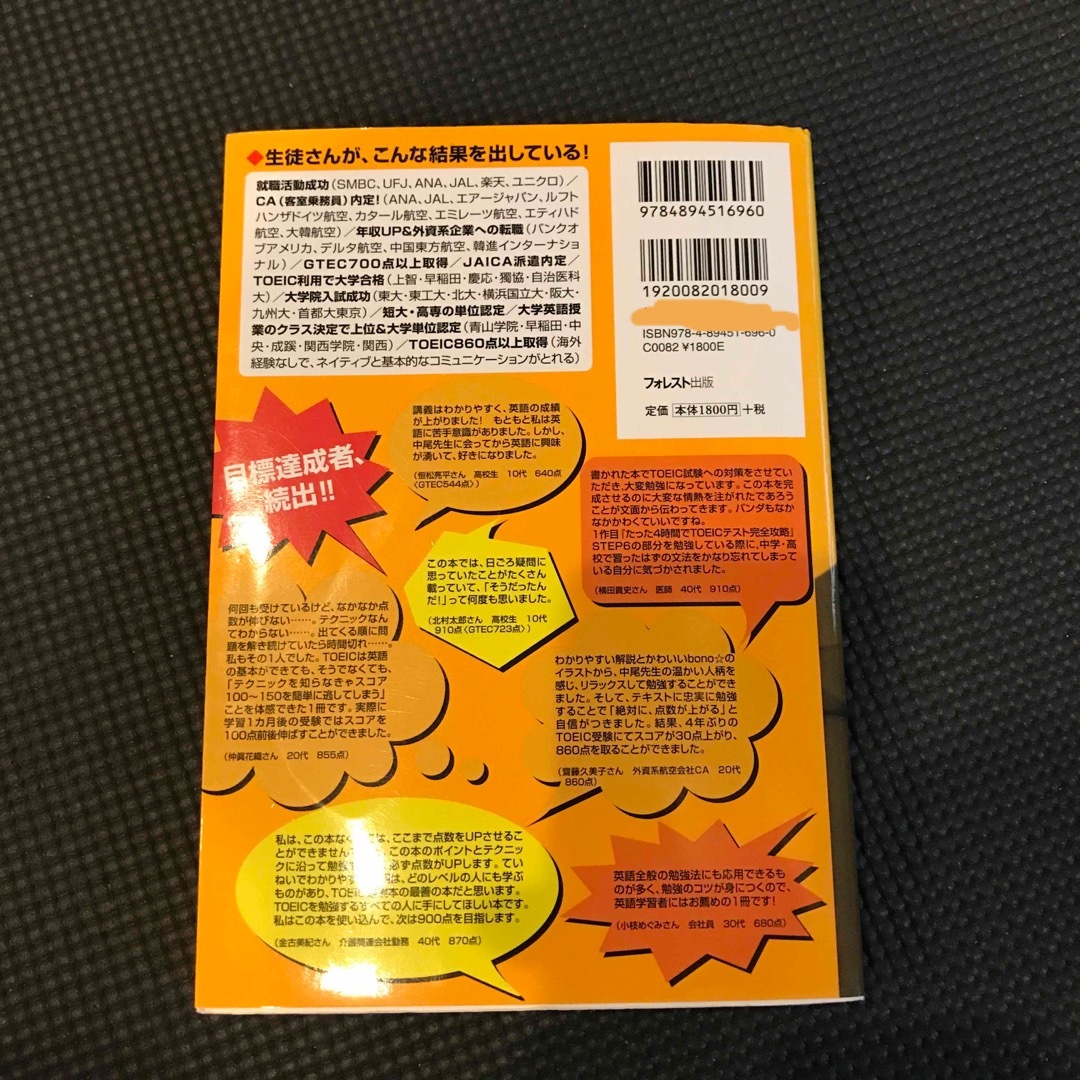 ◆生徒さんが、こんな結果を出している!
就職活動成功(SMBC、UFJ、ANA、JAL、楽天、ユニクロ)/
CA(客室乗務員)内定!(ANA、JAL、エアージャパン、ルフト
ハンザドイツ航空、カタール航空、エミレーツ航空、エティハド
航空、大韓航空)/年収UP&外資系企業への転職(バンクオ
ブアメリカ、デルタ航空、中国東方航空、韓進インターナショ
ナル)/GTEC700点以上取得/JAICA派遣内定/
TOEIC利用で大学合格(上智・早稲田・慶応・獨協・自治医科
大)/大学院入試成功(東大・東工大・北大・横浜国立大・阪大・
九州大・首都大東京)/短大・高専の単位認定/大学英語授
業のクラス決定で上位&大学単位認定(青山学院・早稲田・中
央・成蹊・関西学院・関西)/TOEIC860点以上取得(海外
経験なしで、ネイティブと基本的なコミュニケーションがとれる)
9784894516960
1920082018009
ISBN978-4-89451-696-0
C0082 ¥1800E
フォレスト出版
定価 本体1800円+税
目標達成者、
続出!!
講義はわかりやすく、英語の成績
が上がりました! もともと私は英
語に苦手意識がありました。しかし、
中尾先生に会ってから英語に興味
が湧いて、好きになりました。
(恒松亮平さん 高校生 10代 640点
〈GTEC544点〉)
書かれた本でTOEIC試験への対策をさせてい
ただき、大変勉強になっています。この本を完
成させるのに大変な情熱を注がれたであろう
ことが文面から伝わってきます。パンダもなか
なかかわくていいですね。
1作目『たった4時間でTOEICテスト完全攻略』
STEP6の部分を勉強している際に、中学・高
校で習ったはずの文法をかなり忘れてしまって
いる自分に気づかされました。
(横田貴史さん 医師 40代 910点)
この本では、日ごろ疑問に
思っていたことがたくさん
載っていて、「そうだったん
だ!」って何度も思いました。
(北村太郎さん 高校生 10代
910点〈GTEC723点〉)
何回も受けているけど、なかなか点
数が伸びない……。テクニックなん
てわからない……。出てくる順に問
題を解き続けていたら時間切れ……。
私もその1人でした。TOEICは英語
の基本ができても、そうでなくても、
「テクニックを知らなきゃスコア
100〜150を簡単に逃してしまう」
ことを体感できた1冊です。実際に
学習1カ月後の受験ではスコアを
100点前後伸ばすことができました。
(仲眞花織さん 20代 855点)
わかりやすい解説とかわいいbono☆の
イラストから、中尾先生の温かい人柄を
感じ、リラックスして勉強することができ
ました。そして、テキストに忠実に勉強
することで「絶対に、点数が上がる」と
自信がつきました。結果、4年ぶりの
TOEIC受験にてスコアが30点上がり、
860点を取ることができました。
(齋藤久美子さん 外資系航空会社CA 20代
860点)
私は、この本なくしては、ここまで点数をUPさせるこ
とができません
この本のポイントとテクニッ
クに沿って勉強
必ず点数がUPします。てい
ねいでわかりやす
は、どのレベルの人にも学ぶ
ものがあり、TOEIC
本の最善の本だと思います。
TOEICを勉強するすべての人に手にしてほしい本です。
私はこの本を使い込んで、次は900点を目指します。
(金古美紀さん 介護関連会社勤務 40代 870点)
英語全般の勉強法にも応用できるも
のが多く、勉強のコツが身につくので、
英語学習者にはお薦めの1冊です!
(小枝めぐみさん 会社員 30代 680点)